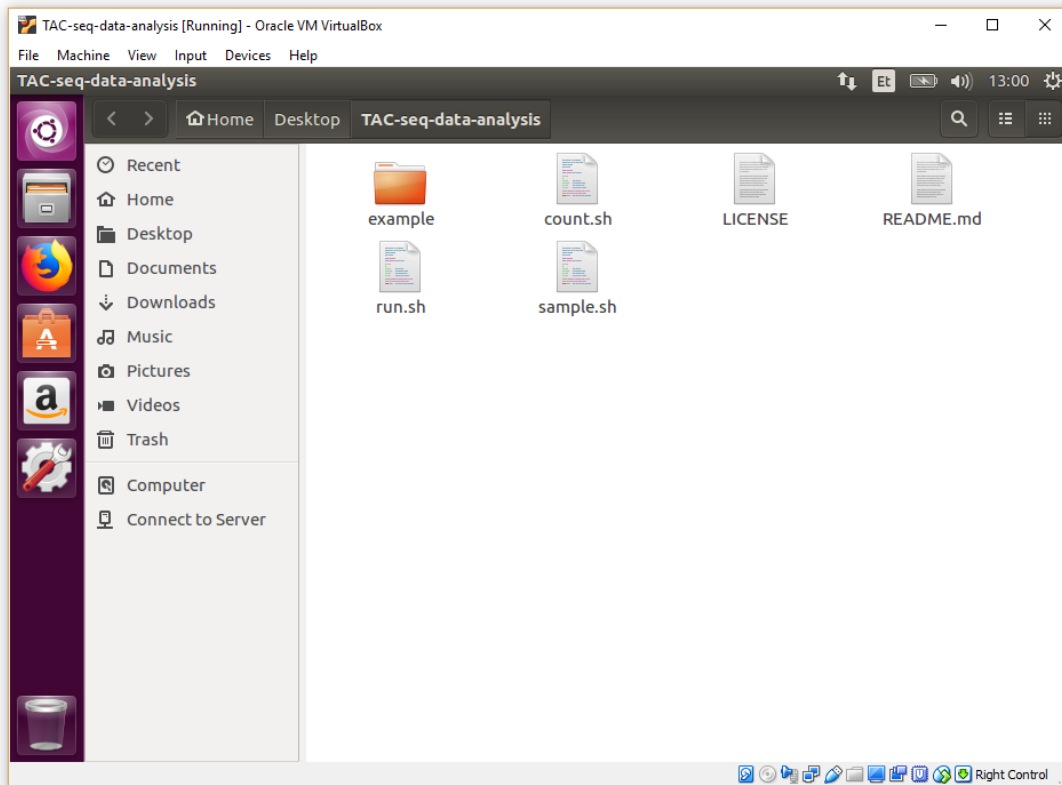 TAC-seq-data-analysis [Running] - Oracle VM VirtualBox
File Machine View Input Devices Help
TAC-seq-data-analysis Et 13:00
Home Desktop TAC-seq-data-analysis
Recent
Home
Desktop
Documents
Downloads
Music
Pictures
Videos
Trash
Computer
Connect to Server
example count.sh LICENSE README.md
run.sh sample.sh
Right Control